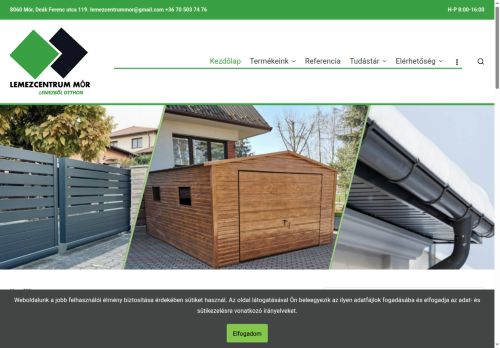 8060 Mór, Deák Ferenc utca 119. lemezcentrummor@gmail.com +36 70 503 74 76
H-P 8:00-16:08
LEMEZCENTRUM MÓR
LEMEZBŐL OTTHON
Kezdőlap Termékeink Referencia Tudástár Elérhetőség
Weboldalunk a jobb felhasználói élmény biztosítása érdekében sütiket használ. Az oldal látogatásával Ön beleegyezik az ilyen adatfájlok fogadásába és elfogadja az adat- és
sütikezelésre vonatkozó irányelveket.
Elfogadom